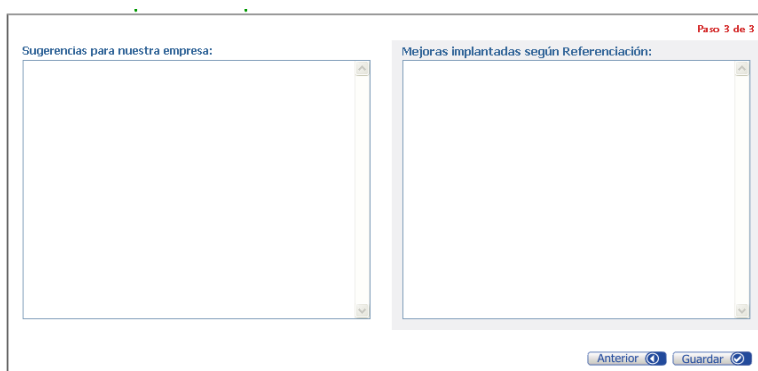 Paso 3 de 3
Sugerencias para nuestra empresa:
Mejoras implantadas según Referenciación:
Anterior
Guardar